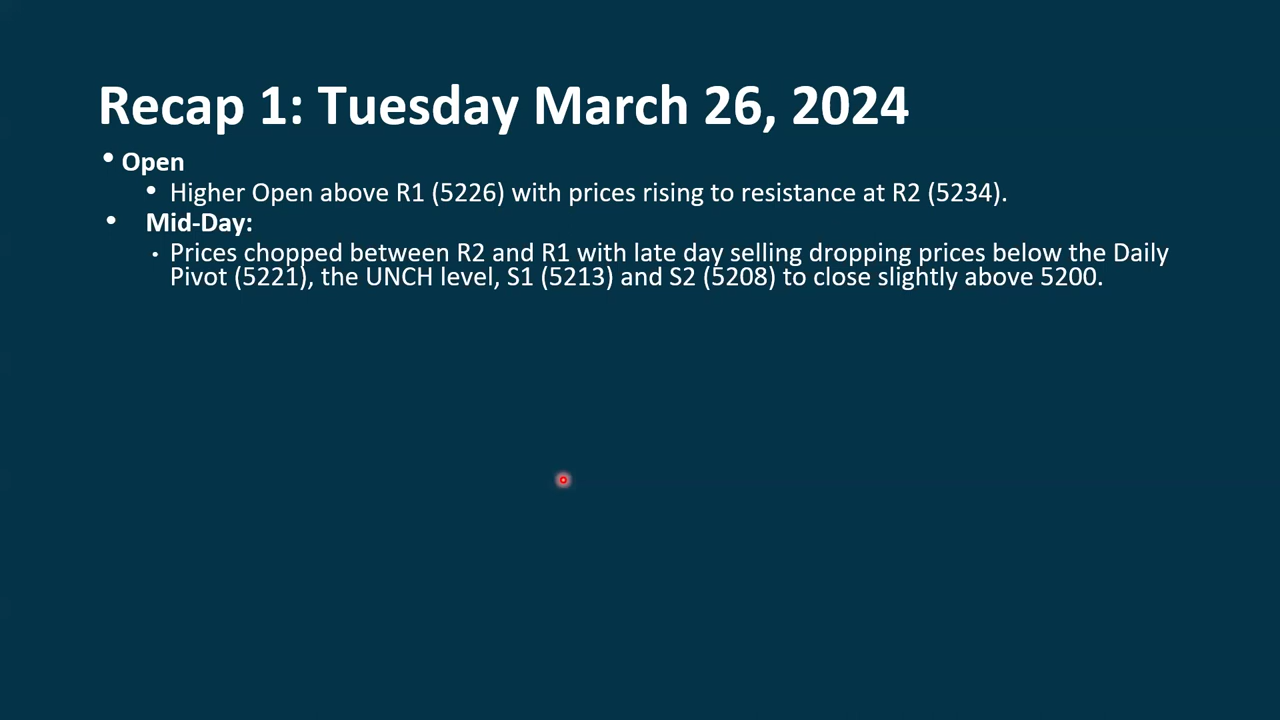 Recap 1: Tuesday March 26, 2024
• Open
• Higher Open above R1 (5226) with prices rising to resistance at R2 (5234).
• Mid-Day:
• Prices chopped between R2 and R1 with late day selling dropping prices below the Daily
Pivot (5221), the UNCH level, S1 (5213) and S2 (5208) to close slightly above 5200.